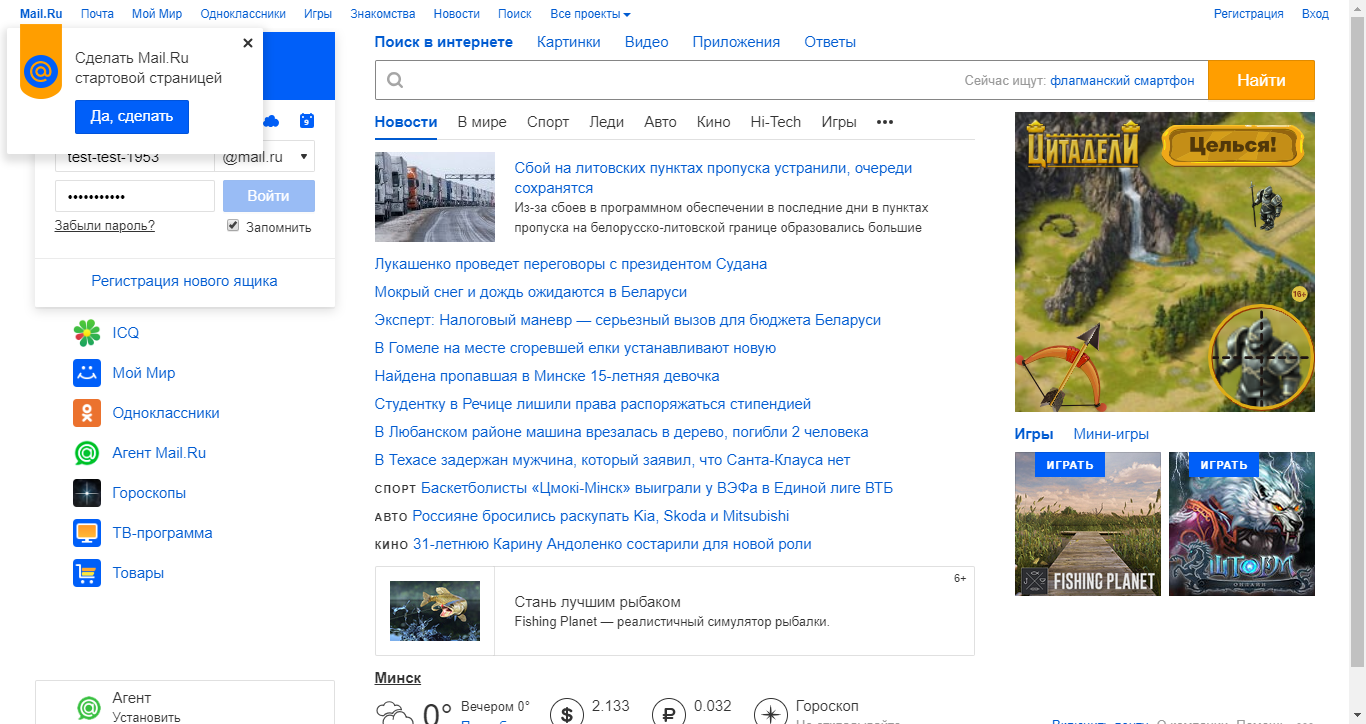 Mail.Ru Почта Мой Мир Одноклассники Игры Знакомства Новости Поиск Все проекты Регистрация Вход
Сделать Mail.Ru
стартовой страницей
Да, сделать
9
test-test-1953 @mail.ru
Войти
Забыли пароль? Запомнить
Регистрация нового ящика
ICQ
Мой Мир
Одноклассники
Агент Mail.Ru
Гороскопы
ТВ-программа
Товары
Агент
Установить
Поиск в интернете Картинки Видео Приложения Ответы
Сейчас ищут: флагманский смартфон Найти
Новости В мире Спорт Леди Авто Кино Hi-Tech Игры •••
Сбой на литовских пунктах пропуска устранили, очереди
сохранятся
Из-за сбоев в программном обеспечении в последние дни в пунктах
пропуска на белорусско-литовской границе образовались большие
Лукашенко проведет переговоры с президентом Судана
Мокрый снег и дождь ожидаются в Беларуси
Эксперт: Налоговый маневр — серьезный вызов для бюджета Беларуси
В Гомеле на месте сгоревшей елки устанавливают новую
Найдена пропавшая в Минске 15-летняя девочка
Студентку в Речице лишили права распоряжаться стипендией
В Любанском районе машина врезалась в дерево, погибли 2 человека
В Техасе задержан мужчина, который заявил, что Санта-Клауса нет
СПОРТ Баскетболисты «Цмокі-Мінск» выиграли у ВЭФа в Единой лиге ВТБ
АВТО Россияне бросились раскупать Kia, Skoda и Mitsubishi
КИНО 31-летнюю Карину Андоленко состарили для новой роли
6+
Стань лучшим рыбаком
Fishing Planet — реалистичный симулятор рыбалки.
Минск
0° Вечером 0° $ 2.133 ₽ 0.032 Гороскоп
ЦИТАДЕЛИ Целься!
16+
Игры Мини-игры
ИГРАТЬ ИГРАТЬ
FISHING PLANET ШТОРМ
ОНЛАЙН